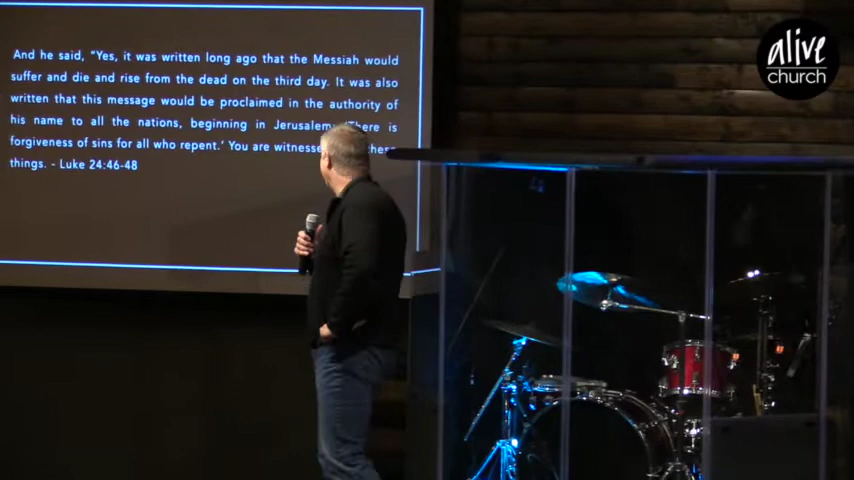 And he said, "Yes, it was written long ago that the Messiah would
suffer and die and rise from the dead on the third day. It was also
written that this message would be proclaimed in the authority of
his name to all the nations, beginning in Jerusalem: 'There is
forgiveness of sins for all who repent.' You are witnesses these
things. - Luke 24:46-48
alive
church